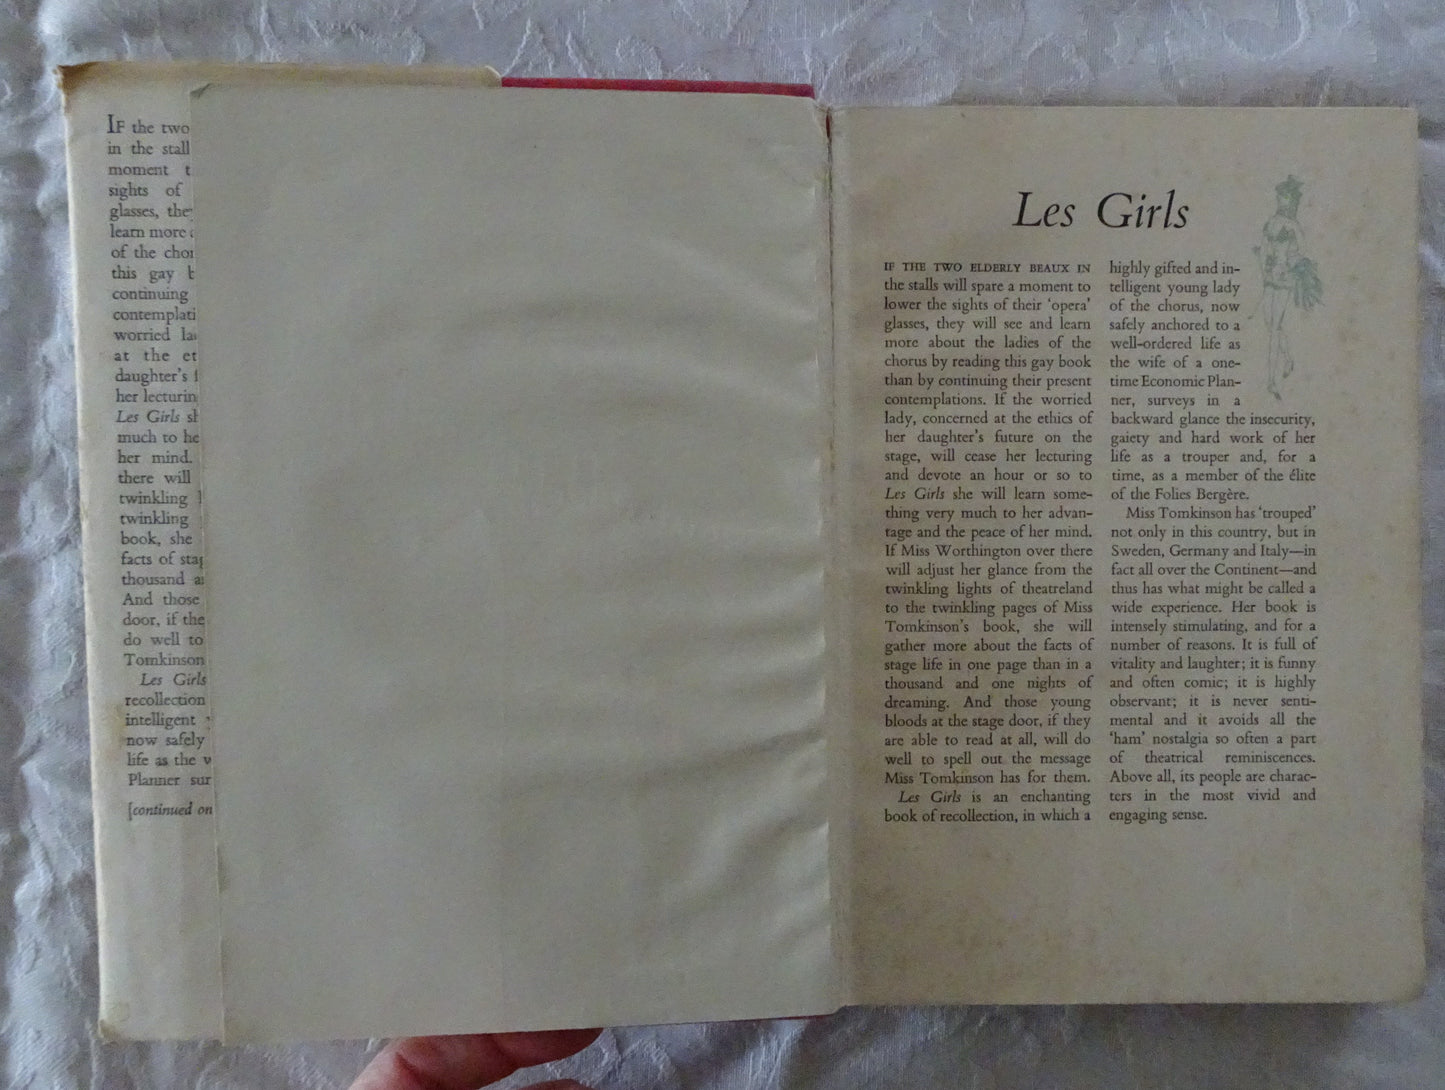 IF the two
in the stall
moment t
sights of
glasses, they
learn more
of the chor
this gay b
continuing
contemplati
worried la
at the et
daughter's f
her lecturin
Les Girls sh
much to he
her mind.
there will
twinkling l
twinkling
book, she
facts of stag
thousand a
And those
door, if the
do well to
Tomkinson
Les Girls
recollection
intelligent
now safely
life as the w
Planner sur
[continued on
Les Girls
IF THE TWO ELDERLY BEAUX IN
the stalls will spare a moment to
lower the sights of their ‘opera’
glasses, they will see and learn
more about the ladies of the
chorus by reading this gay book
than by continuing their present
contemplations. If the worried
lady, concerned at the ethics of
her daughter's future on the
stage, will cease her lecturing
and devote an hour or so to
Les Girls she will learn some-
thing very much to her advan-
tage and the peace of her mind.
If Miss Worthington over there
will adjust her glance from the
twinkling lights of theatreland
to the twinkling pages of Miss
Tomkinson's book, she will
gather more about the facts of
stage life in one page than in a
thousand and one nights of
dreaming. And those young
bloods at the stage door, if they
are able to read at all, will do
well to spell out the message
Miss Tomkinson has for them.
Les Girls is an enchanting
book of recollection, in which a
highly gifted and in-
telligent young lady
of the chorus, now
safely anchored to a
well-ordered life as
the wife of a one-
time Economic Plan-
ner, surveys in a
backward glance the insecurity,
gaiety and hard work of her
life as a trouper and, for a
time, as a member of the élite
of the Folies Bergère.
Miss Tomkinson has ‘trouped’
not only in this country, but in
Sweden, Germany and Italy—in
fact all over the Continent—and
thus has what might be called a
wide experience. Her book is
intensely stimulating, and for a
number of reasons. It is full of
vitality and laughter; it is funny
and often comic; it is highly
observant; it is never senti-
mental and it avoids all the
‘ham’ nostalgia so often a part
of theatrical reminiscences.
Above all, its people are charac-
ters in the most vivid and
engaging sense.